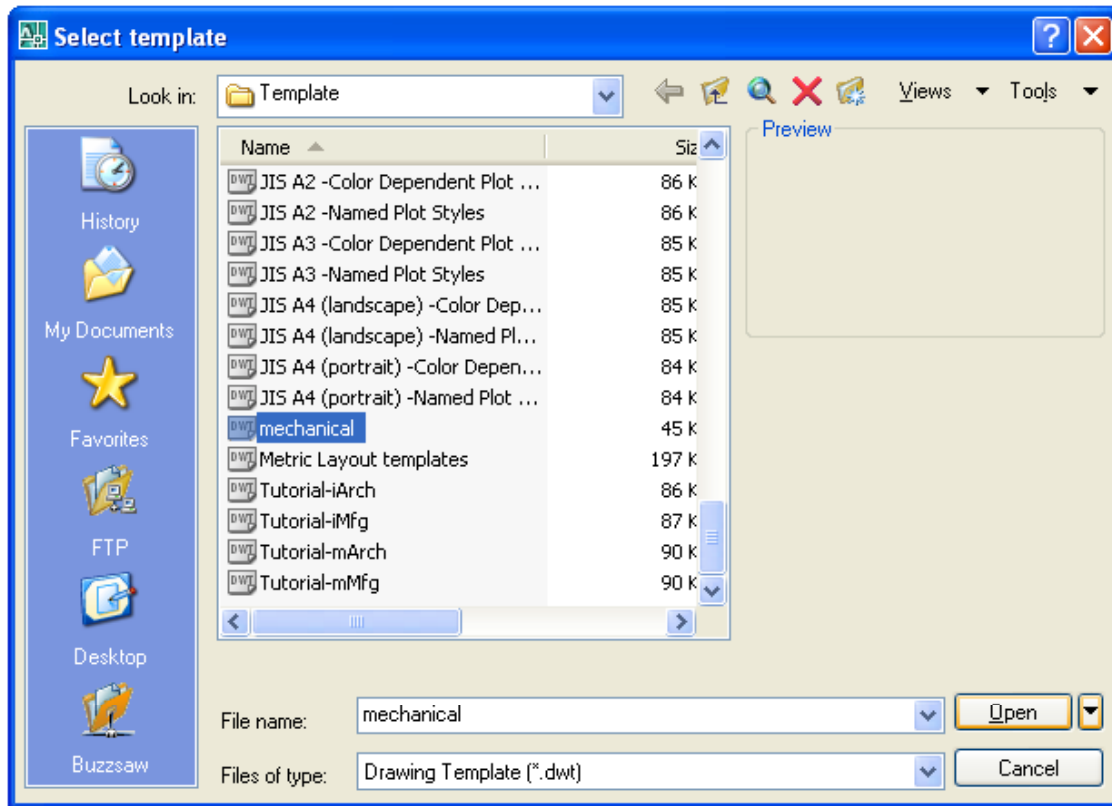 Select template
Look in: Template Views Tools
History
My Documents
Favorites
FTP
Desktop
Buzzsaw
Name Siz
JIS A2 -Color Dependent Plot ... 86 K
JIS A2 -Named Plot Styles 86 K
JIS A3 -Color Dependent Plot ... 85 K
JIS A3 -Named Plot Styles 85 K
JIS A4 (landscape) -Color Dep... 85 K
JIS A4 (landscape) -Named Pl... 85 K
JIS A4 (portrait) -Color Depen... 84 K
JIS A4 (portrait) -Named Plot ... 84 K
mechanical 45 K
Metric Layout templates 197 K
Tutorial-iArch 86 K
Tutorial-iMfg 87 K
Tutorial-mArch 90 K
Tutorial-mMfg 90 K
Preview
File name: mechanical Open
Files of type: Drawing Template (*.dwt) Cancel